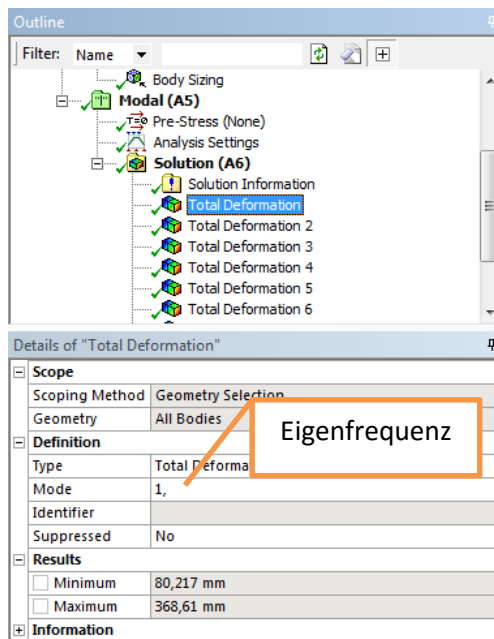 Outline
Filter: Name
Body Sizing
Modal (A5)
Pre-Stress (None)
Analysis Settings
Solution (A6)
Solution Information
Total Deformation
Total Deformation 2
Total Deformation 3
Total Deformation 4
Total Deformation 5
Total Deformation 6
Details of "Total Deformation"
Scope
Scoping Method Geometry Selection
Geometry All Bodies
Eigenfrequenz
Definition
Type Total Deforma
Mode 1,
Identifier
Suppressed No
Results
Minimum 80,217 mm
Maximum 368,61 mm
Information